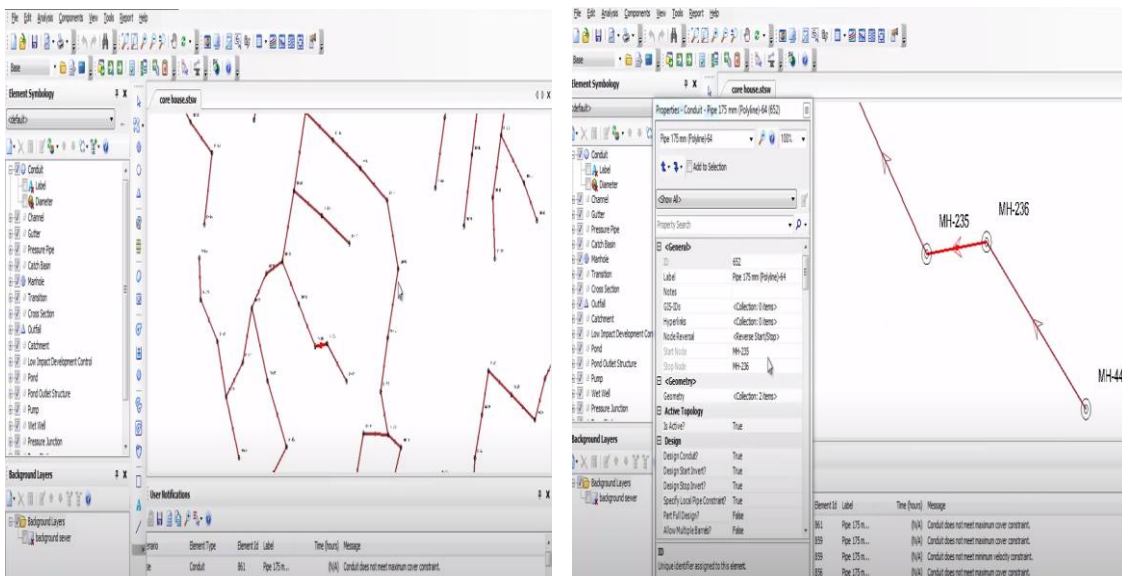 File Edit Analysis Components View Tools Report Help
Base
Element Symbology
<default>
Conduit
Label
Diameter
Channel
Gutter
Pressure Pipe
Catch Basin
Manhole
Transition
Cross Section
Outfall
Catchment
Low Impact Development Control
Pond
Pond Outlet Structure
Pump
Wet Well
Pressure Junction
Background Layers
Background Layers
background sewer
core house.stsw
User Notifications
Element Type Element Id Label Time (hours) Message
Conduit 861 Pipe 175 m... (N/A) Conduit does not meet maximum cover constraint.
File Edit Analysis Components View Tools Report Help
Base
Element Symbology
core house.stsw
Conduit
Label
Diameter
Channel
Gutter
Pressure Pipe
Catch Basin
Manhole
Transition
Cross Section
Outfall
Catchment
Low Impact Development Con
Pond
Pond Outlet Structure
Pump
Wet Well
Pressure Junction
Background Layers
Background Layers
background sewer
Properties - Conduit - Pipe 175 mm (Polyline)-64 (652)
Pipe 175 mm (Polyline)-64
100%
Add to Selection
<Show All>
Property Search
<General>
ID 652
Label Pipe 175 mm (Polyline)-64
Notes
GIS-IDs <Collection: 0 items>
Hyperlinks <Collection: 0 items>
Node Reversal <Reverse Start/Stop>
Start Node MH-235
Stop Node MH-236
<Geometry>
Geometry <Collection: 2 items>
Active Topology
Is Active? True
Design
Design Conduit? True
Design Start Invert? True
Design Stop Invert? True
Specify Local Pipe Constraint? True
Part Full Design? False
Allow Multiple Barrels? False
ID
Unique identifier assigned to this element.
MH-235
MH-236
MH-44
Element Id Label Time (hours) Message
861 Pipe 175 m... (N/A) Conduit does not meet maximum cover constraint.
859 Pipe 175 m... (N/A) Conduit does not meet maximum cover constraint.
859 Pipe 175 m... (N/A) Conduit does not meet minimum velocity constraint.
856 Pipe 175 m... (N/A) Conduit does not meet maximum cover constraint.